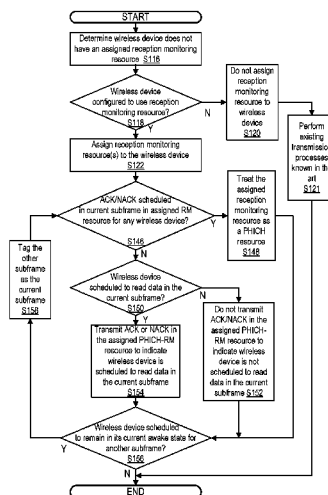 START
Determine wireless device does not
have an assigned reception monitoring
resource S116
Wireless device
configured to use reception
monitoring resource?
S118
N
Y
Do not assign
reception
monitoring
resource to
wireless device
S120
Assign reception monitoring
resource(s) to the wireless device
S122
Perform
existing
transmission
processes
known in the
art
S121
ACK/NACK scheduled
in current subframe in assigned RM
resource for any wireless device?
S146
Y
N
Treat the
assigned
reception
monitoring
resource as
a PHICH
resource
S148
Tag the
other
subframe
as the
current
subframe
S158
Wireless device
scheduled to read data in
the current subframe?
S150
N
Y
Transmit ACK or NACK in
the assigned PHICH-RM
resource to indicate
wireless device is
scheduled to read data in
the current subframe
S154
Do not transmit
ACK/NACK in the
assigned PHICH-RM
resource to
indicate wireless
device is not
scheduled to read
data in the current
subframe S152
Wireless device scheduled
to remain in its current awake state for
another subframe?
S156
Y
N
END